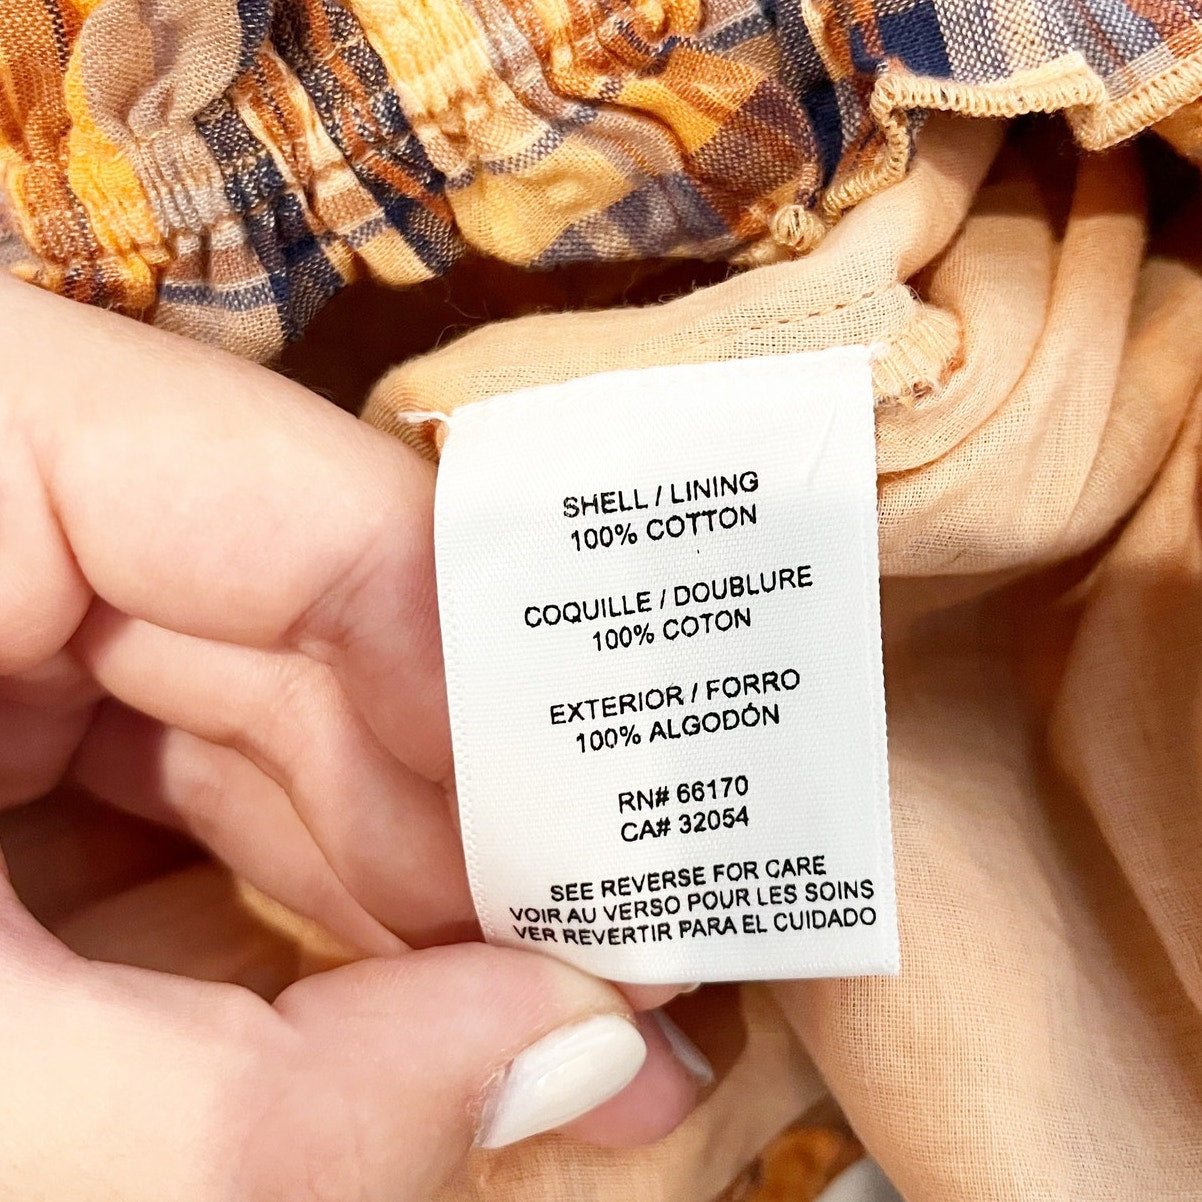 SHELL / LINING
100% COTTON
COQUILLE / DOUBLURE
100% COTON
EXTERIOR / FORRO
100% ALGODÓN
RN# 66170
CA# 32054
SEE REVERSE FOR CARE
VOIR AU VERSO POUR LES SOINS
VER REVERTIR PARA EL CUIDADO